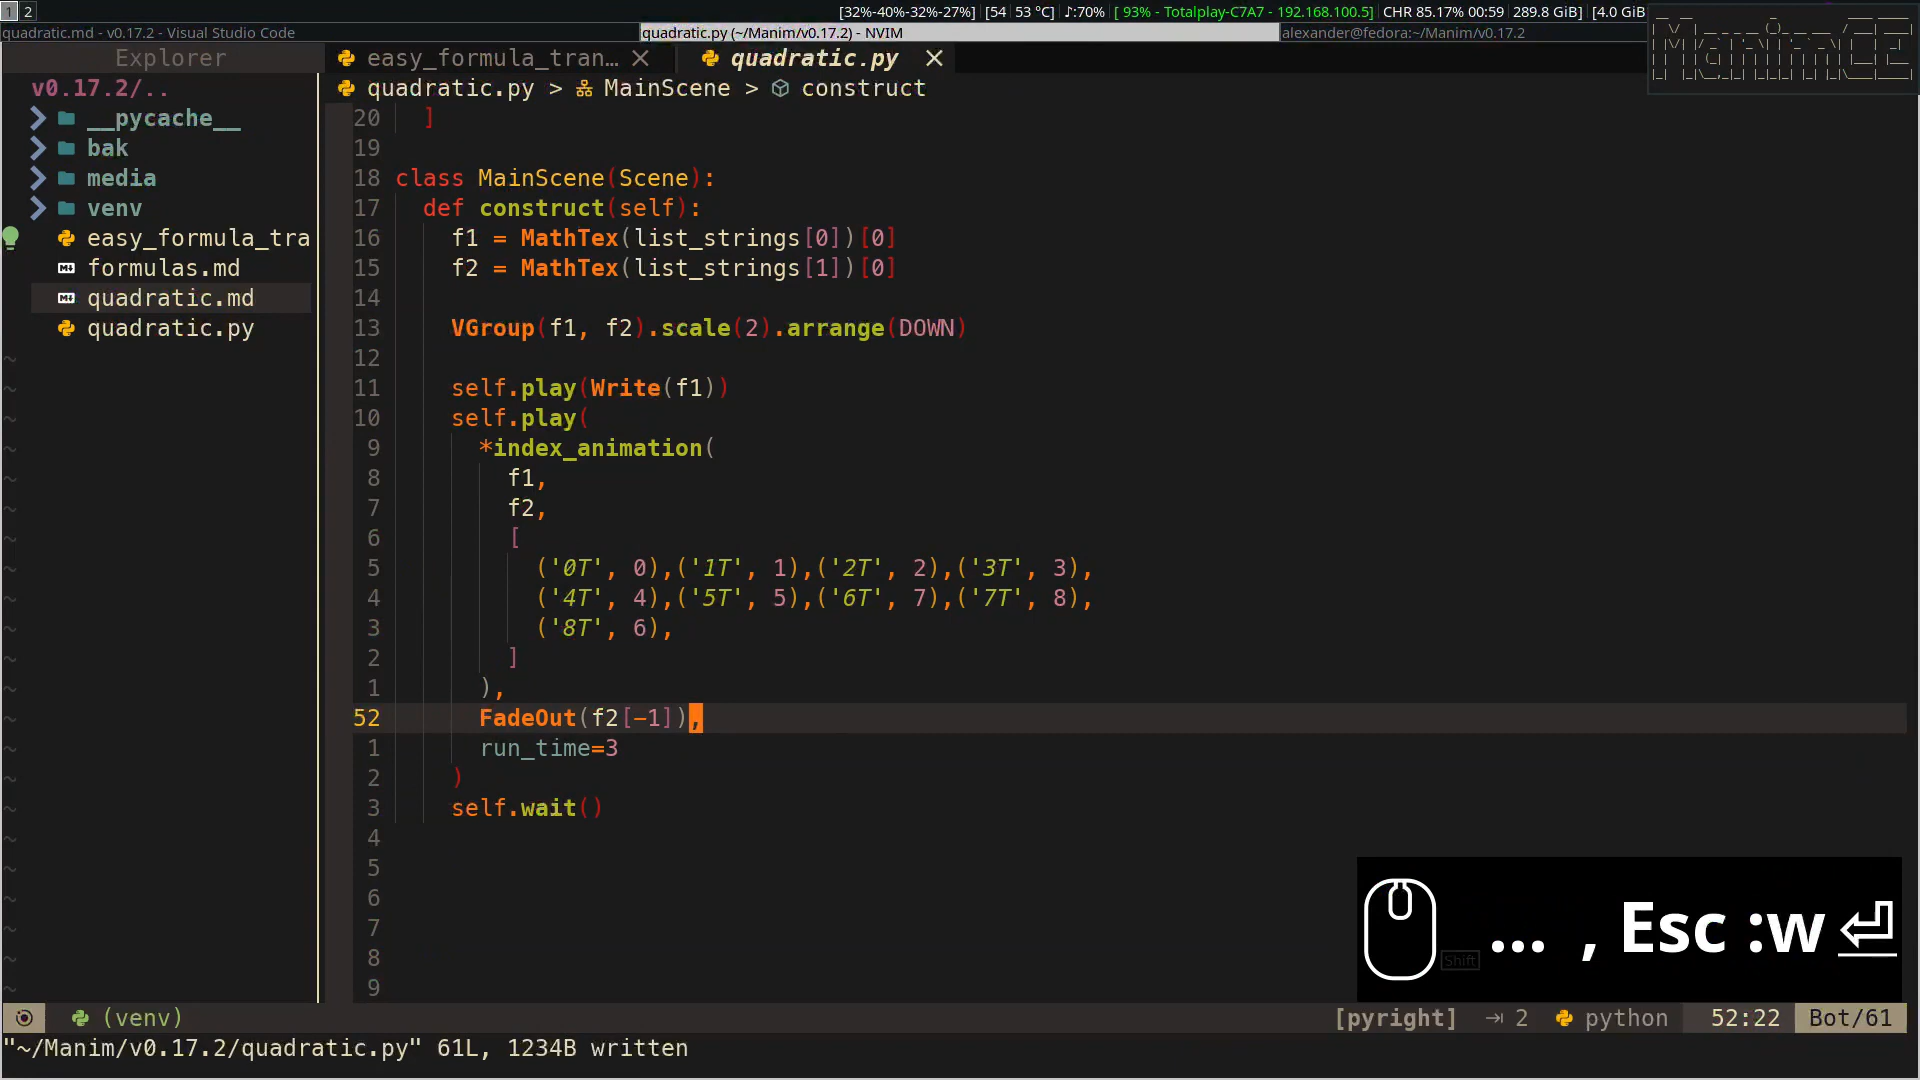 1 2 [32%-40%-32%-27%] [54 53 °C] ♪:70% [ 93% - Totalplay-C7A7 - 192.168.100.5] CHR 85.17% 00:59 289.8 GiB] [4.0 GiB
quadratic.md - v0.17.2 - Visual Studio Code quadratic.py (~/Manim/v0.17.2) - NVIM alexander@fedora:~/Manim/v0.17.2
Explorer easy_formula_tran… quadratic.py
v0.17.2/.. quadratic.py > MainScene > construct
__pycache__ 20 ]
bak 19
media 18 class MainScene(Scene):
venv 17 def construct(self):
easy_formula_tra 16 f1 = MathTex(list_strings[0])[0]
formulas.md 15 f2 = MathTex(list_strings[1])[0]
quadratic.md 14
quadratic.py 13 VGroup(f1, f2).scale(2).arrange(DOWN)
~ 12
~ 11 self.play(Write(f1))
~ 10 self.play(
~ 9 *index_animation(
~ 8 f1,
~ 7 f2,
~ 6 [
~ 5 ('0T', 0),('1T', 1),('2T', 2),('3T', 3),
~ 4 ('4T', 4),('5T', 5),('6T', 7),('7T', 8),
~ 3 ('8T', 6),
~ 2 ]
~ 1 ),
~ 52 FadeOut(f2[-1]),
~ 1 run_time=3
~ 2 )
~ 3 self.wait()
~ 4
~ 5
~ 6
~ 7
~ 8
~ 9
... , Esc :w ⏎
Shift
(venv) [pyright] ⇥ 2 python 52:22 Bot/61
"~/Manim/v0.17.2/quadratic.py" 61L, 1234B written